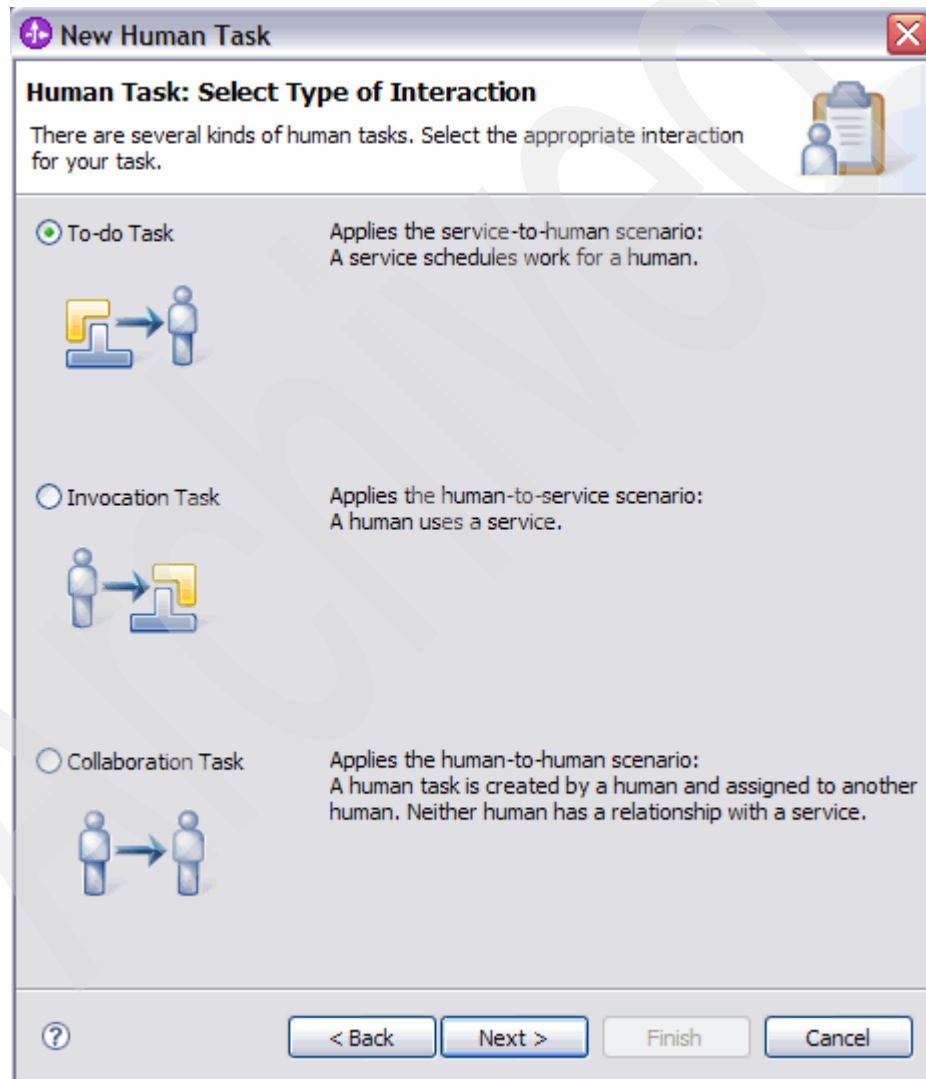 New Human Task
Human Task: Select Type of Interaction
There are several kinds of human tasks. Select the appropriate interaction
for your task.
To-do Task
Applies the service-to-human scenario:
A service schedules work for a human.
Invocation Task
Applies the human-to-service scenario:
A human uses a service.
Collaboration Task
Applies the human-to-human scenario:
A human task is created by a human and assigned to another
human. Neither human has a relationship with a service.
?
< Back
Next >
Finish
Cancel
Archived